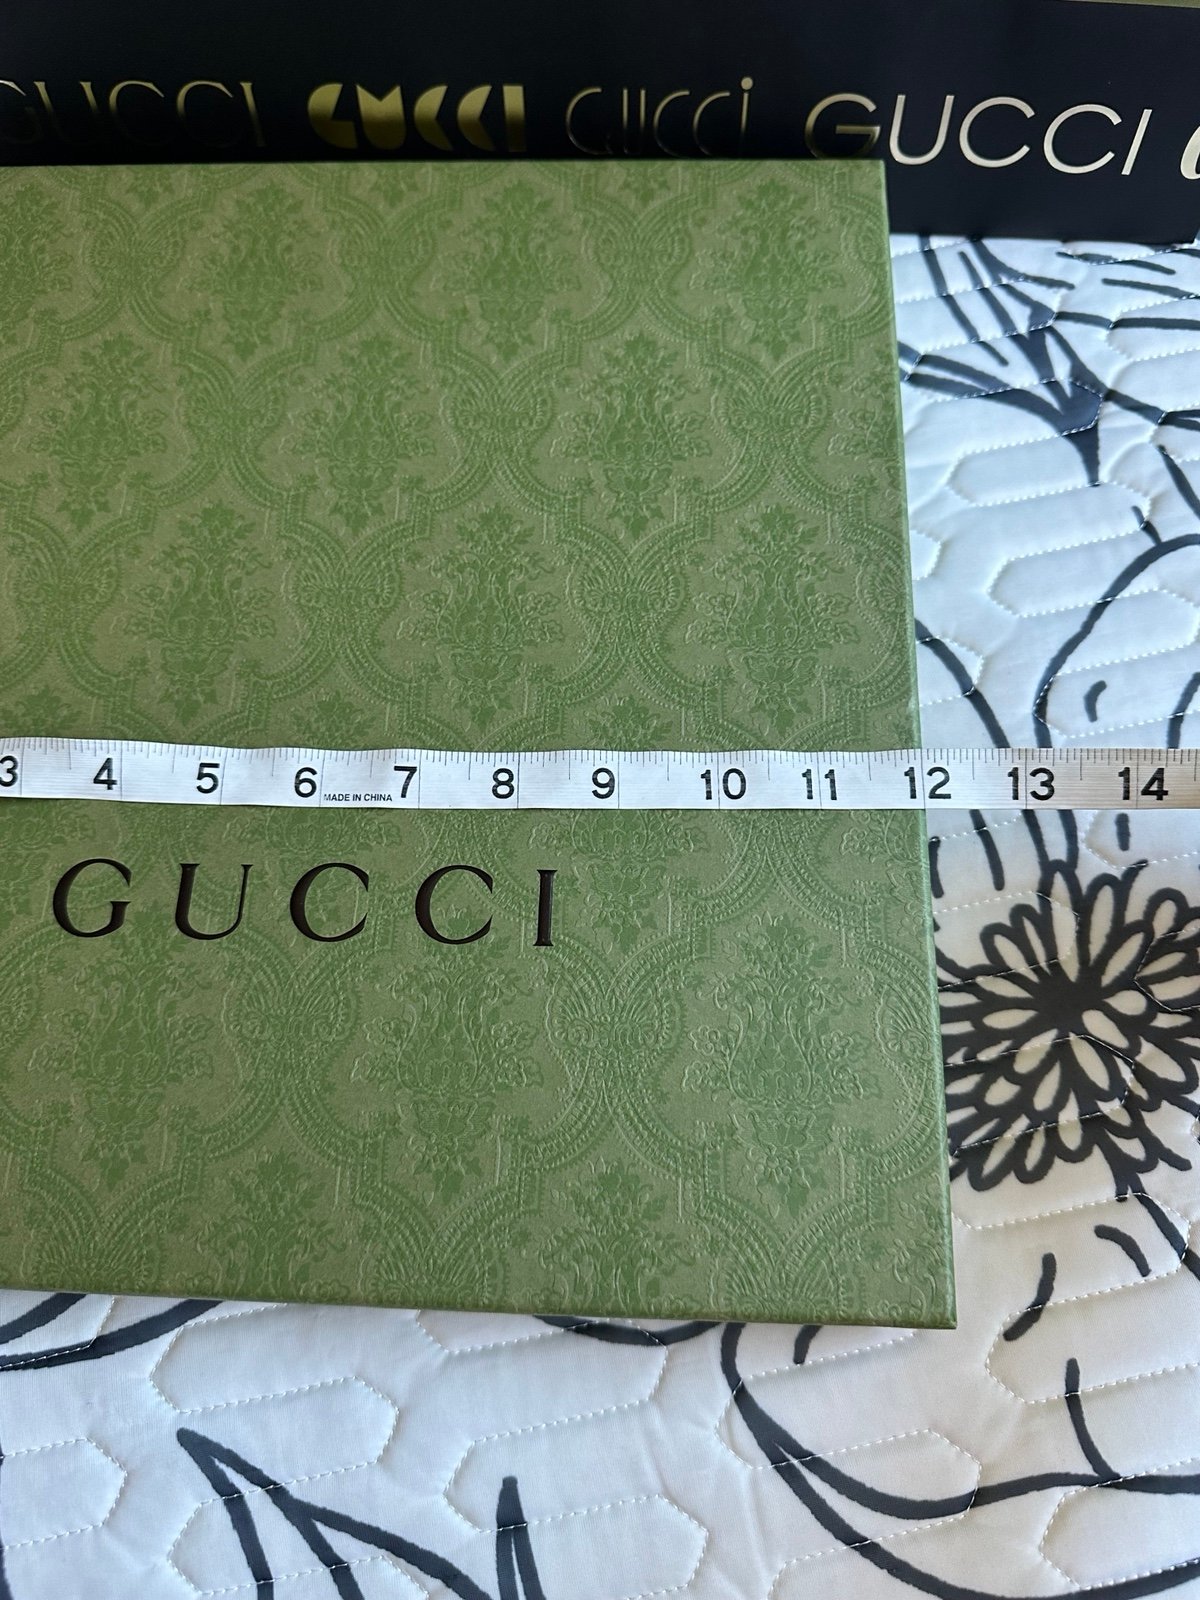 GUCCI GUCCI GUCCI GUCCI
3 4 5 6 7 8 9 10 11 12 13 14
MADE IN CHINA
GUCCI